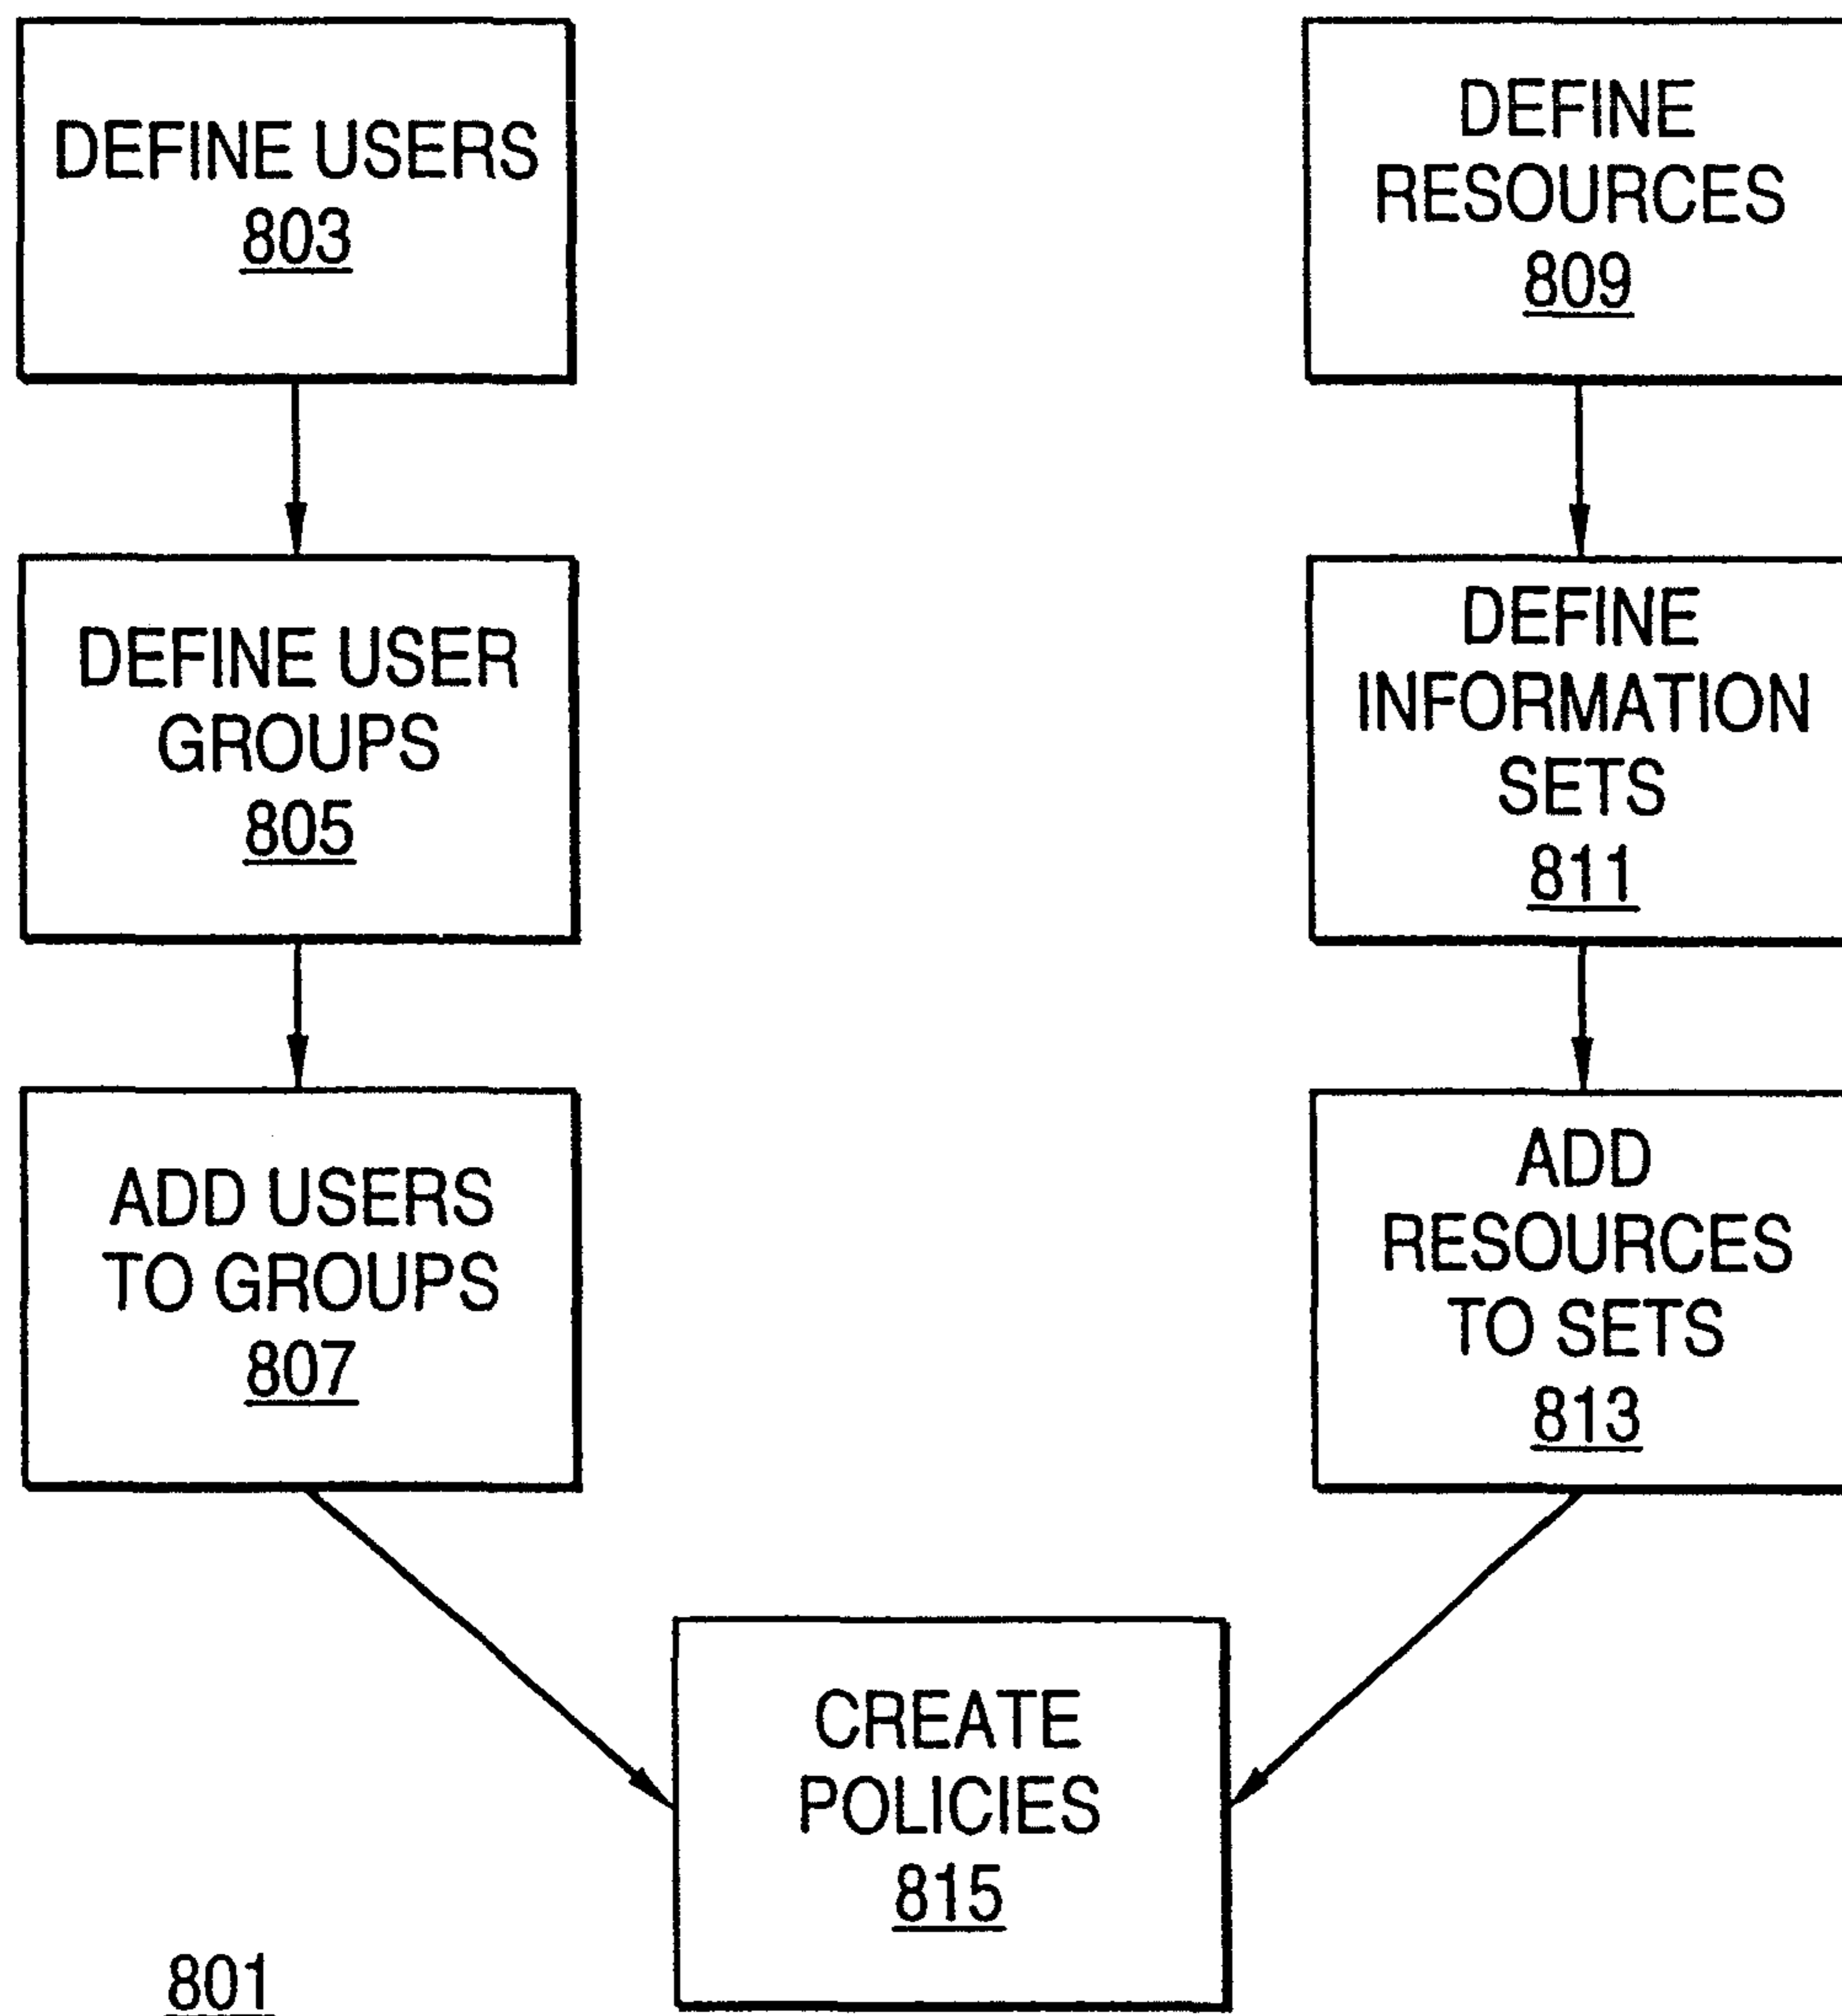 DEFINE USERS
803
DEFINE USER
GROUPS
805
ADD USERS
TO GROUPS
807
DEFINE
RESOURCES
809
DEFINE
INFORMATION
SETS
811
ADD
RESOURCES
TO SETS
813
CREATE
POLICIES
815
801